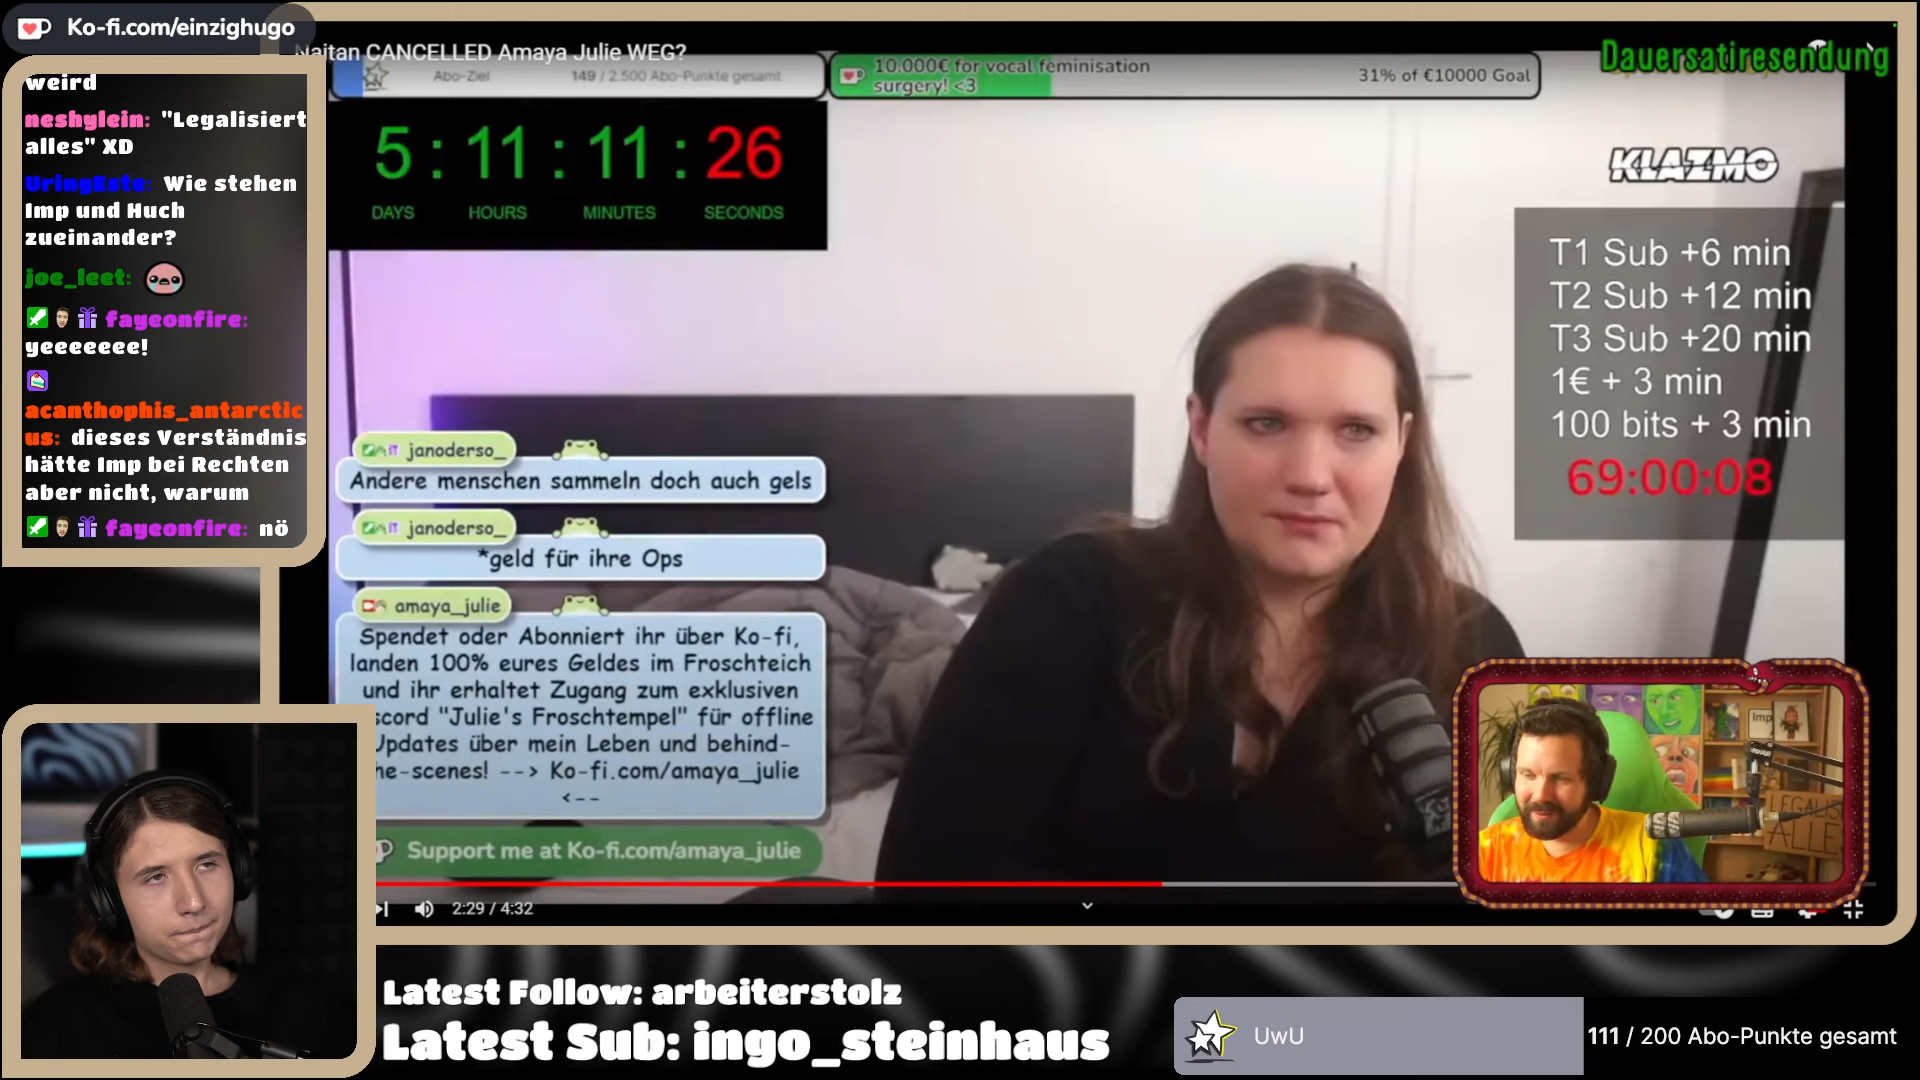 Ko-fi.com/einzighugo
weird
neshylein: "Legalisiert
alles" XD
UringKste: Wie stehen
Imp und Huch
zueinander?
joe_leet:
fayeonfire:
yeeeeeee!
acanthophis_antarctic
us: dieses Verständnis
hätte Imp bei Rechten
aber nicht, warum
fayeonfire: nö
Naitan CANCELLED Amaya Julie WEG?
Abo-Ziel 149 / 2.500 Abo-Punkte gesamt
10.000€ for vocal feminisation
surgery! <3
31% of €10000 Goal
Dauersatiresendung
5 : 11 : 11 : 26
DAYS HOURS MINUTES SECONDS
KLAZMO
T1 Sub +6 min
T2 Sub +12 min
T3 Sub +20 min
1€ + 3 min
100 bits + 3 min
69:00:08
janoderso_
Andere menschen sammeln doch auch gels
janoderso_
*geld für ihre Ops
amaya_julie
Spendet oder Abonniert ihr über Ko-fi,
landen 100% eures Geldes im Froschteich
und ihr erhaltet Zugang zum exklusiven
scord "Julie's Froschtempel" für offline
Updates über mein Leben und behind-
he-scenes! --> Ko-fi.com/amaya_julie
<--
Support me at Ko-fi.com/amaya_julie
Imp
LEGALIS
ALLE
2:29 / 4:32
Latest Follow: arbeiterstolz
Latest Sub: ingo_steinhaus
UwU
111 / 200 Abo-Punkte gesamt